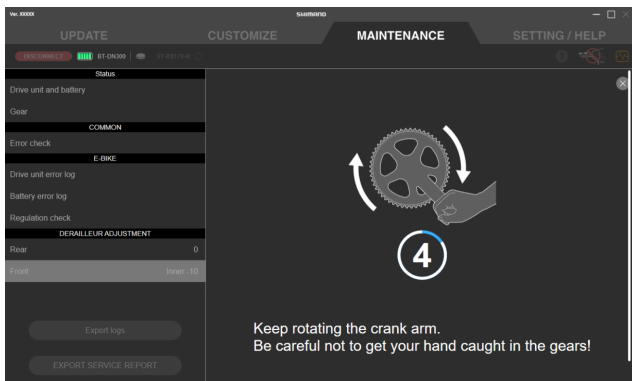 Ver. XXXXX
SHIMANO
UPDATE
CUSTOMIZE
MAINTENANCE
SETTING / HELP
DISCONNECT
BT-DN300
Status
Drive unit and battery
Gear
COMMON
Error check
E-BIKE
Drive unit error log
Battery error log
Regulation check
DERAILLEUR ADJUSTMENT
Rear 0
Front Inner -10
Export logs
EXPORT SERVICE REPORT
4
Keep rotating the crank arm.
Be careful not to get your hand caught in the gears!